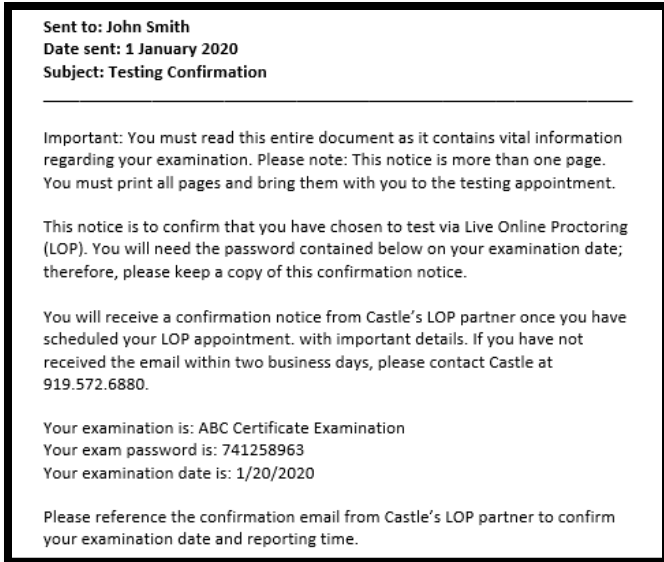 Sent to: John Smith
Date sent: 1 January 2020
Subject: Testing Confirmation
Important: You must read this entire document as it contains vital information
regarding your examination. Please note: This notice is more than one page.
You must print all pages and bring them with you to the testing appointment.
This notice is to confirm that you have chosen to test via Live Online Proctoring
(LOP). You will need the password contained below on your examination date;
therefore, please keep a copy of this confirmation notice.
You will receive a confirmation notice from Castle's LOP partner once you have
scheduled your LOP appointment. with important details. If you have not
received the email within two business days, please contact Castle at
919.572.6880.
Your examination is: ABC Certificate Examination
Your exam password is: 741258963
Your examination date is: 1/20/2020
Please reference the confirmation email from Castle's LOP partner to confirm
your examination date and reporting time.